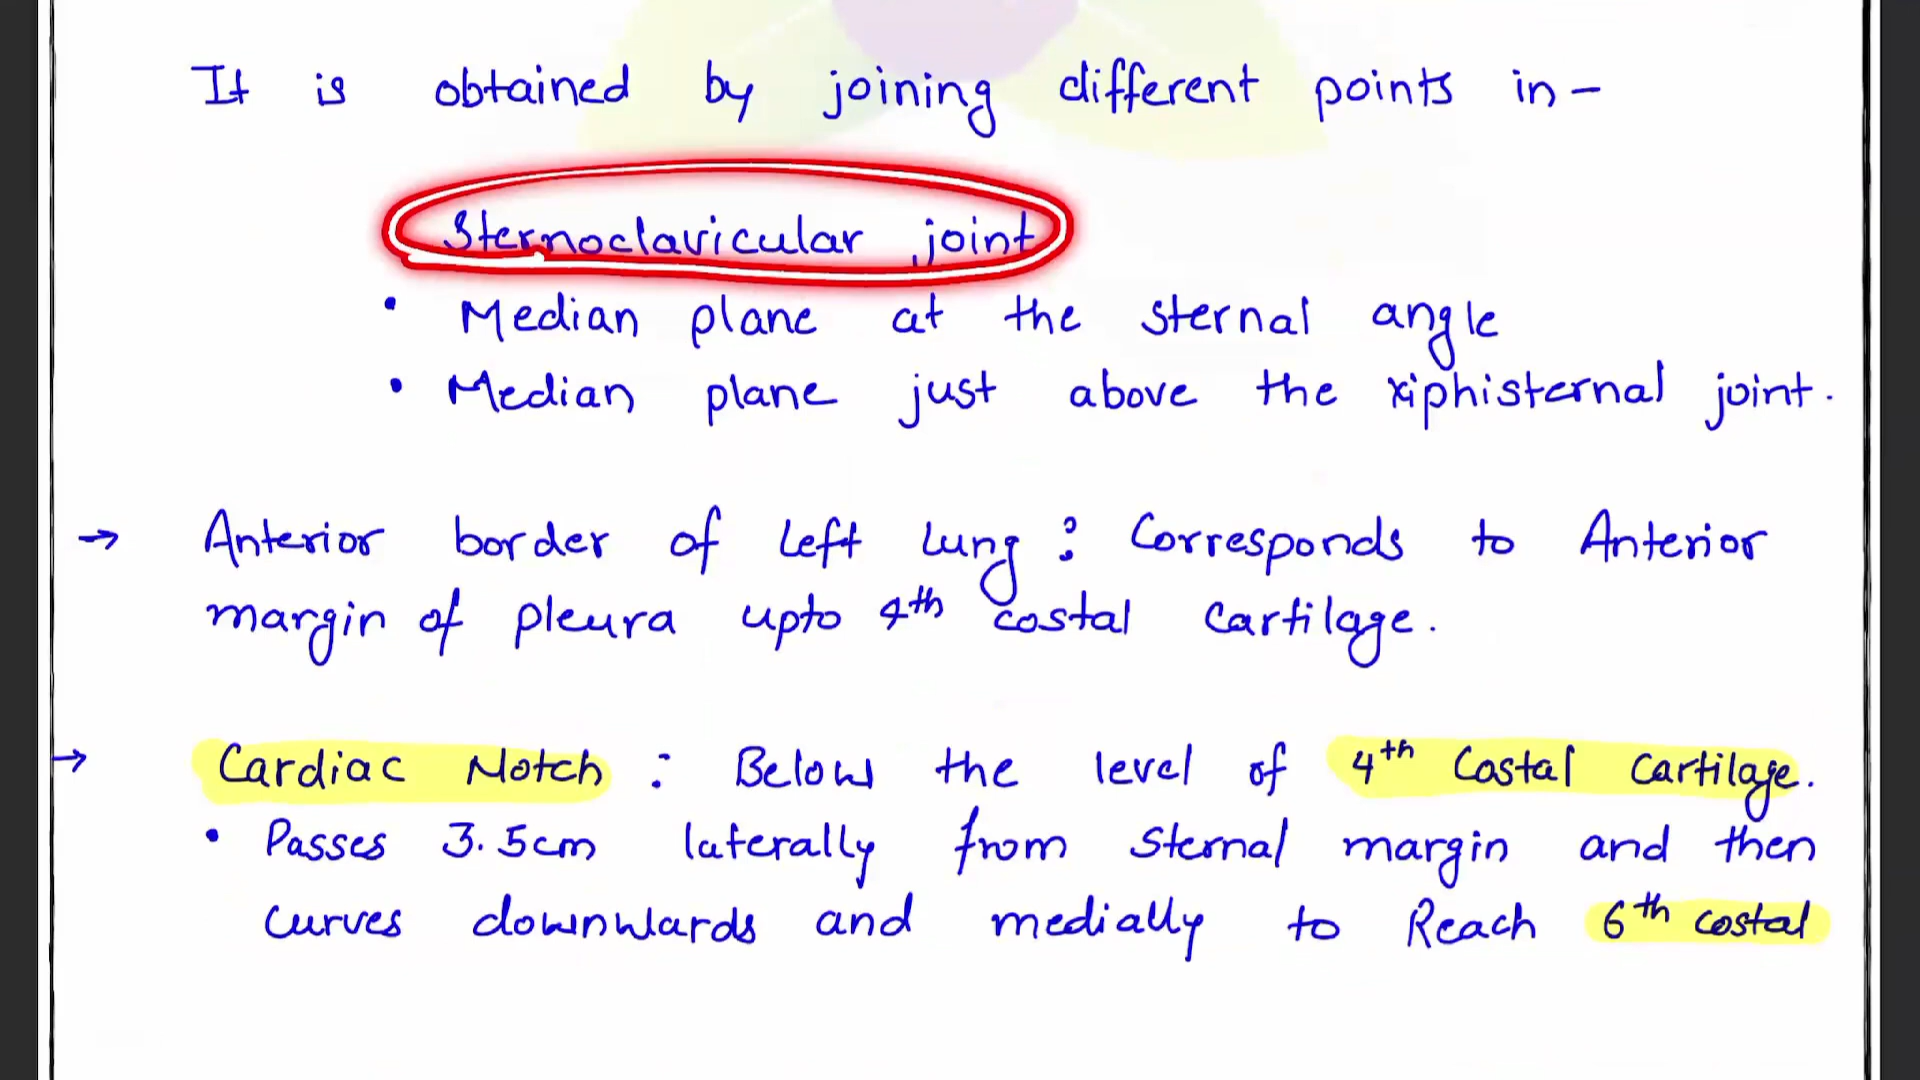 It is obtained by joining different points in-
Sternoclavicular joint
• Median plane at the sternal angle
• Median plane just above the xiphisternal joint.
→ Anterior border of left lung : Corresponds to Anterior
margin of pleura upto 4th costal cartilage.
→ Cardiac Notch : Below the level of 4th Costal Cartilage.
• Passes 3.5cm laterally from sternal margin and then
curves downwards and medially to Reach 6th costal